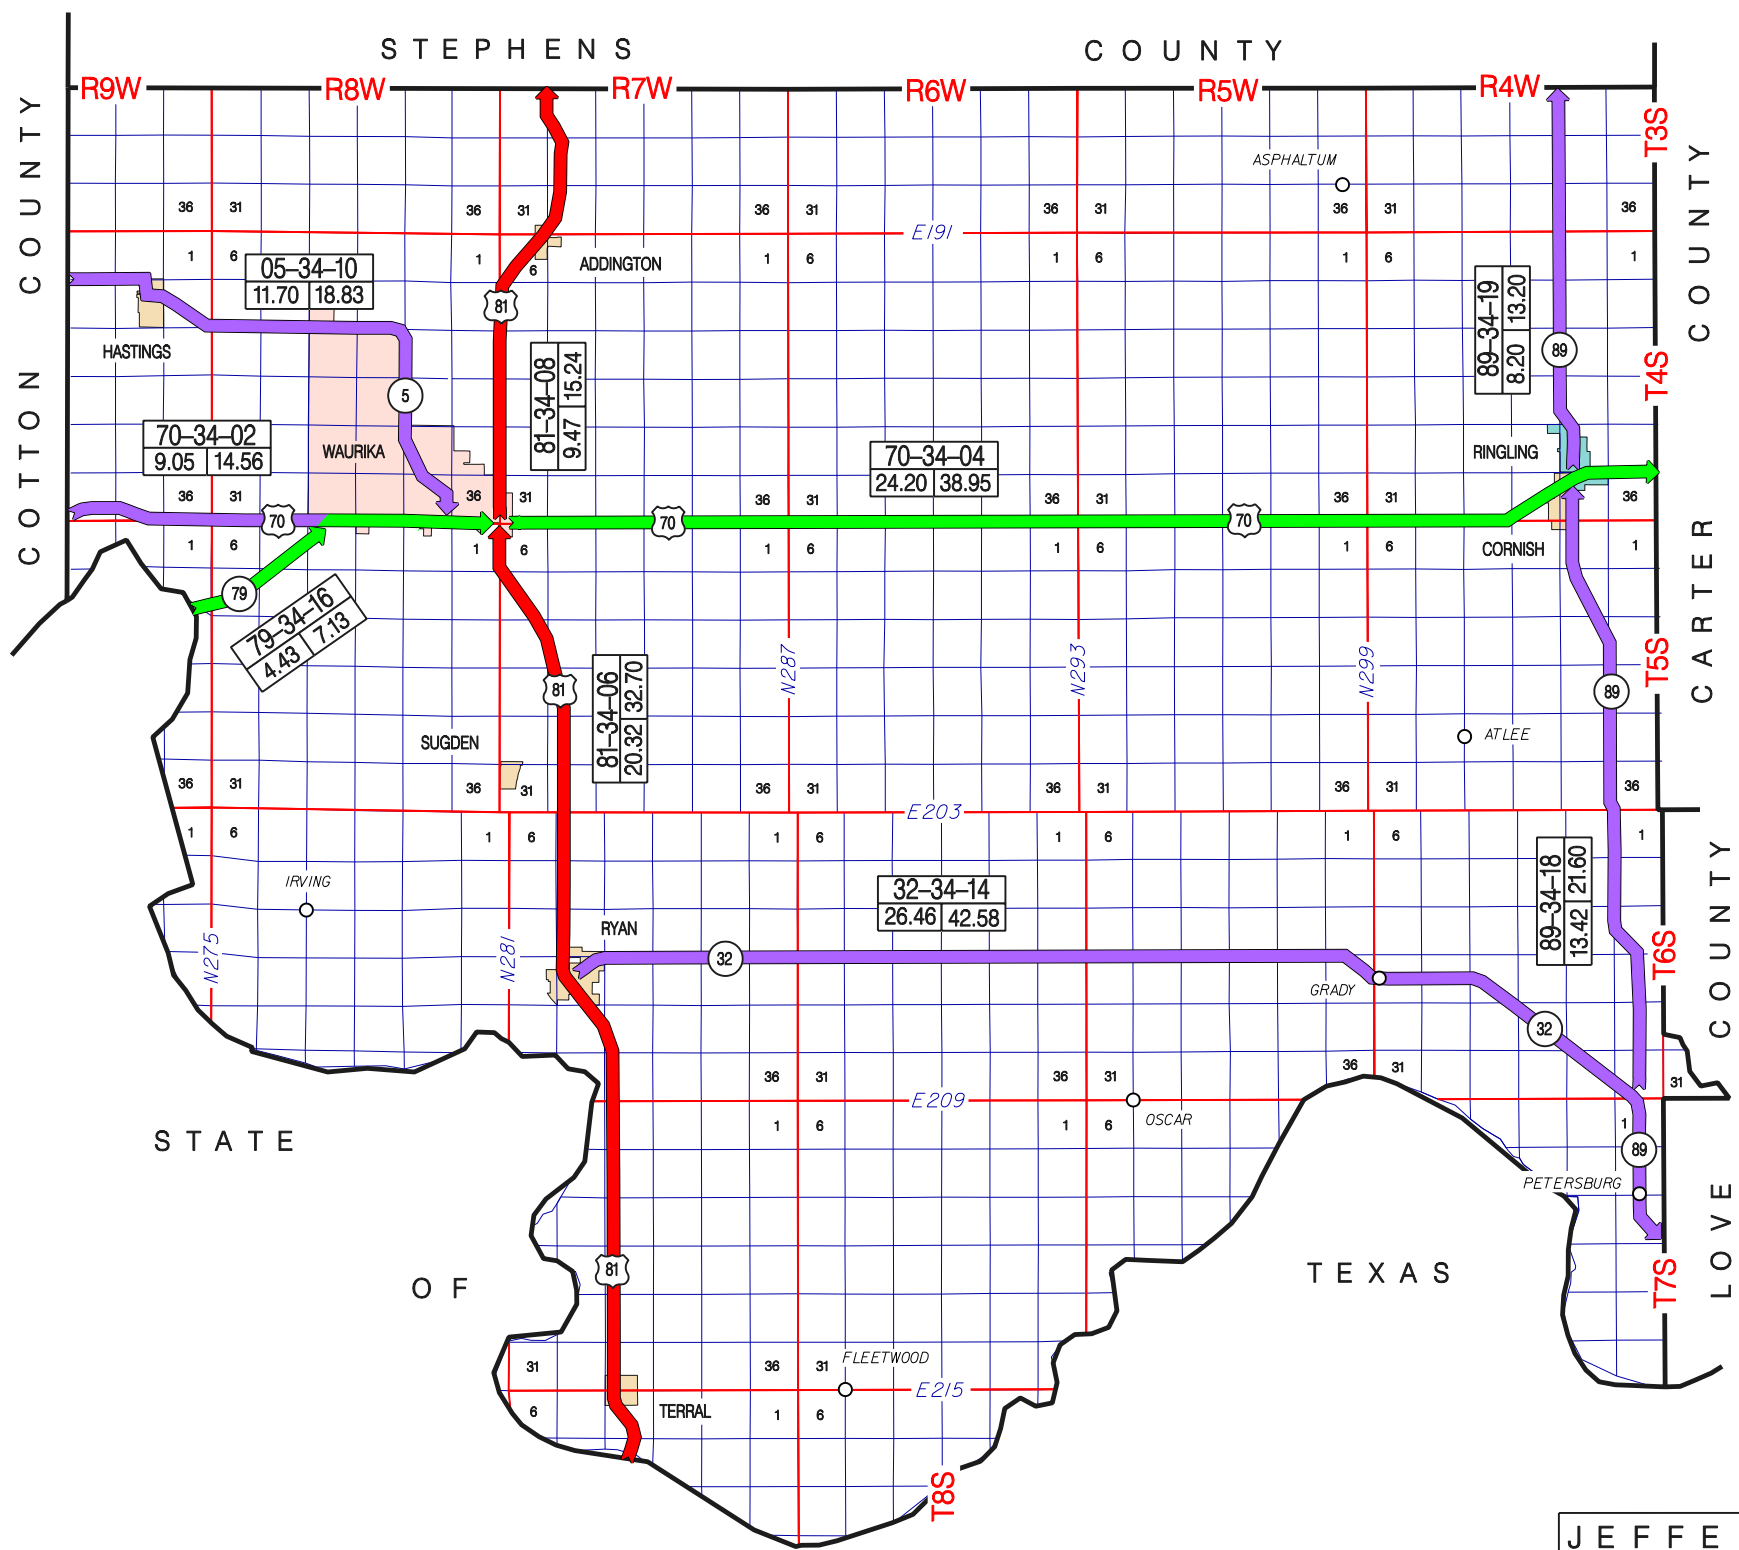 STEPHENS COUNTY
R9W R8W R7W R6W R5W R4W
T3S
COTTON COUNTY
CARTER COUNTY
ASPHALTUM
36 31 36 31 36 31 36 31 36 31 36
E191
1 6 1 6 1 6 1 6 1 6 1
ADDINGTON
05–34–10
11.70 18.83
81
HASTINGS
89–34–19
8.20 13.20
89
81–34–08
9.47 15.24
T4S
5
70–34–02
9.05 14.56
WAURIKA
70–34–04
24.20 38.95
RINGLING
36 31 36 31 36 31 36 31 36 31 36
70 70 70
1 6 1 6 1 6 1 6 1 6 1
CORNISH
79
79–34–16
4.43 7.13
N287 N293 N299
T5S
81
81–34–06
20.32 32.70
89
SUGDEN
ATLEE
36 31 36 31 36 31 36 31 36 31 36
E203
1 6 1 6 1 6 1 6 1 6 1
IRVING
32–34–14
26.46 42.58
89–34–18
13.42 21.60
RYAN
N275 N281
32
T6S
GRADY
32
36 31 36 31 36 31 31
E209
OSCAR
1 6 1 6 1
STATE
89
PETERSBURG
81
OF
TEXAS
T7S
LOVE COUNTY
31 36 31
FLEETWOOD
E215
6 1 6
TERRAL
T8S
JEFFE